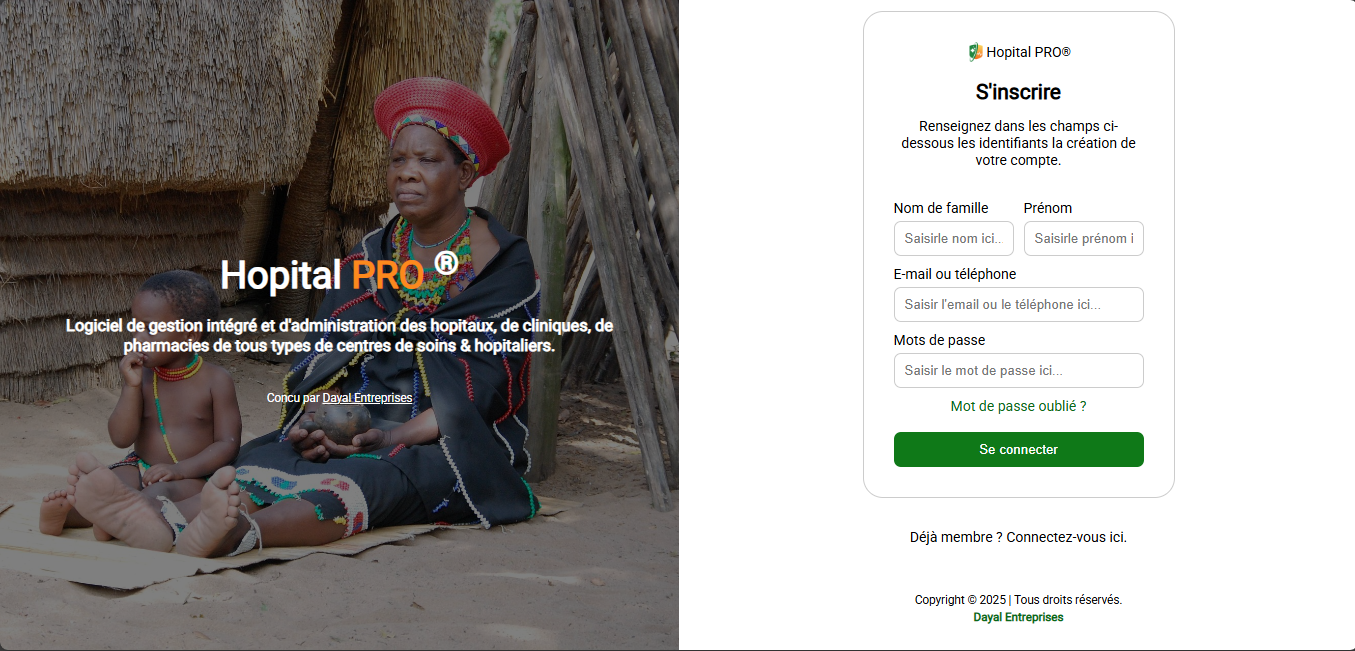 Hopital PRO ®
Logiciel de gestion intégré et d'administration des hopitaux, de cliniques, de
pharmacies de tous types de centres de soins & hopitaliers.
Concu par Dayal Entreprises
Hopital PRO®
S'inscrire
Renseignez dans les champs ci-
dessous les identifiants la création de
votre compte.
Nom de famille
Prénom
Saisirle nom ici..
Saisirle prénom i
E-mail ou téléphone
Saisir l'email ou le téléphone ici...
Mots de passe
Saisir le mot de passe ici...
Mot de passe oublié ?
Se connecter
Déjà membre ? Connectez-vous ici.
Copyright © 2025 | Tous droits réservés.
Dayal Entreprises